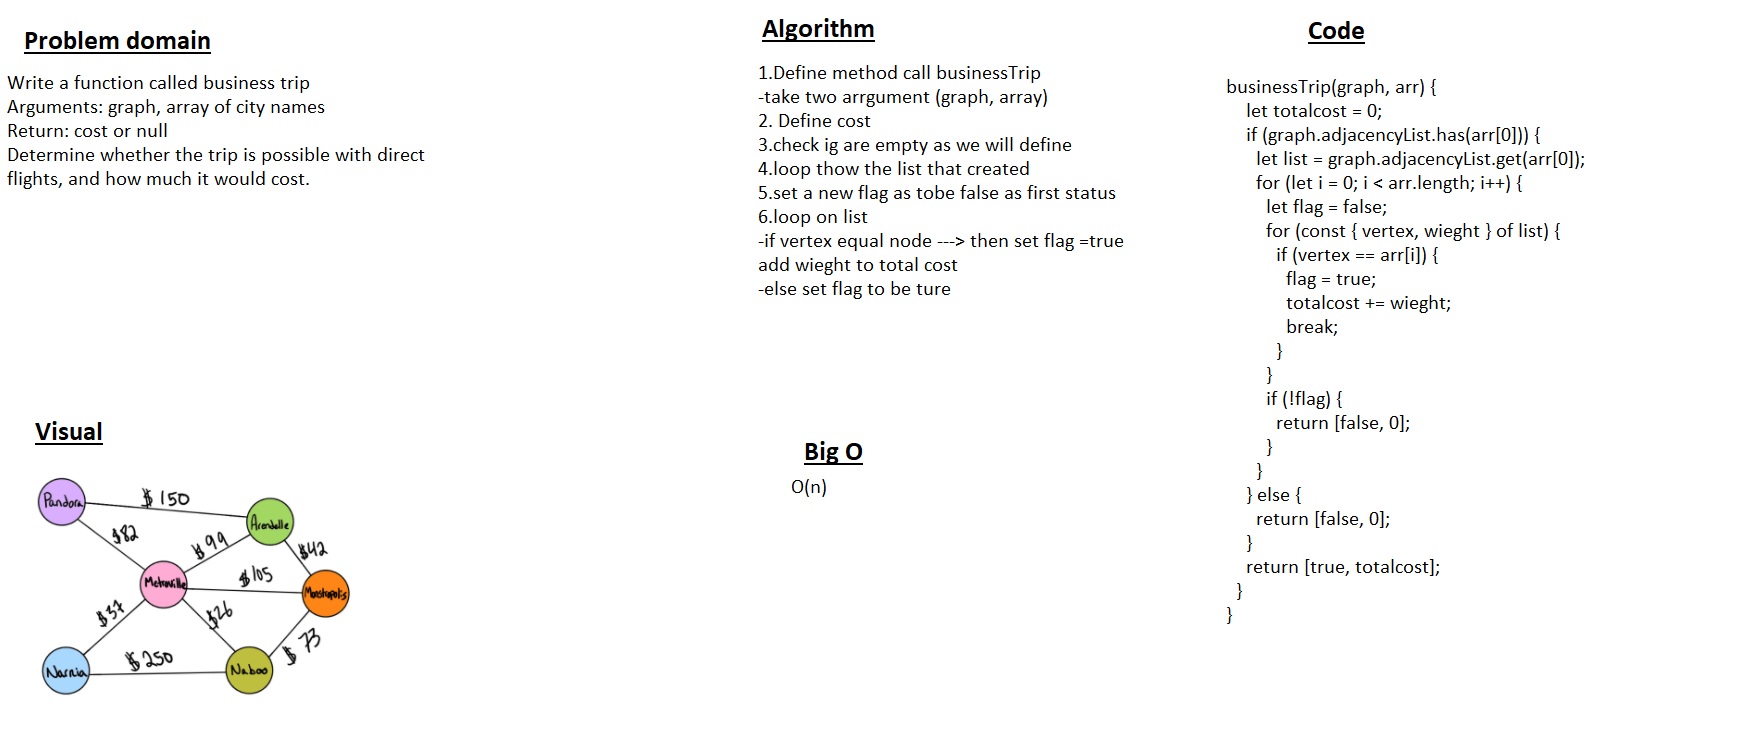 Problem domain
Write a function called business trip
Arguments: graph, array of city names
Return: cost or null
Determine whether the trip is possible with direct
flights, and how much it would cost.
Visual
Pandora
$150
Arendelle
$82
$99
$42
Metroville
$105
Monstropolis
$37
$26
$73
Narnia
$250
Naboo
Algorithm
1.Define method call businessTrip
-take two arrgument (graph, array)
2. Define cost
3.check ig are empty as we will define
4.loop thow the list that created
5.set a new flag as tobe false as first status
6.loop on list
-if vertex equal node ---> then set flag =true
add wieght to total cost
-else set flag to be ture
Big O
O(n)
Code
businessTrip(graph, arr) {
let totalcost = 0;
if (graph.adjacencyList.has(arr[0])) {
let list = graph.adjacencyList.get(arr[0]);
for (let i = 0; i < arr.length; i++) {
let flag = false;
for (const { vertex, wieght } of list) {
if (vertex == arr[i]) {
flag = true;
totalcost += wieght;
break;
}
}
if (!flag) {
return [false, 0];
}
}
} else {
return [false, 0];
}
return [true, totalcost];
}
}